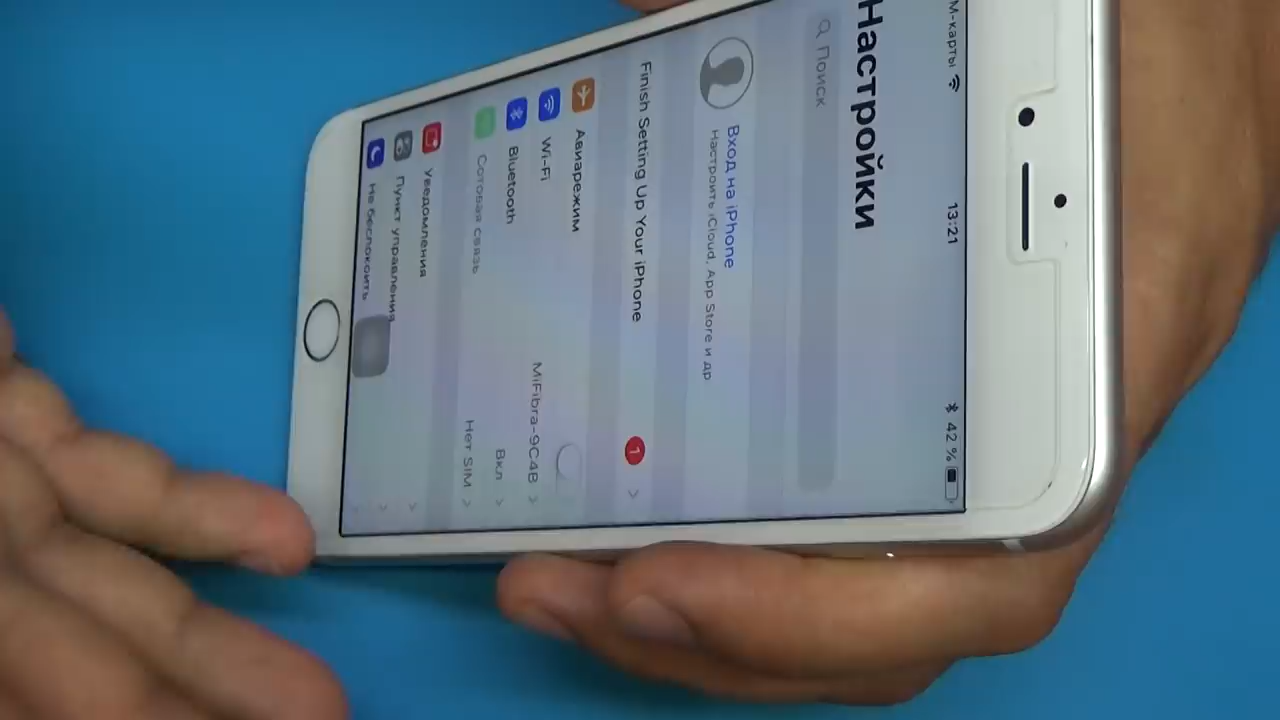 М-карты 13:21 42 %
Настройки
Поиск
Вход на iPhone
Настроить iCloud, App Store и др
Finish Setting Up Your iPhone 1
Авиарежим
Wi-Fi MiFibra-9C4B
Bluetooth Вкл
Сотовая связь Нет SIM
Уведомления
Пункт управления
Не беспокоить